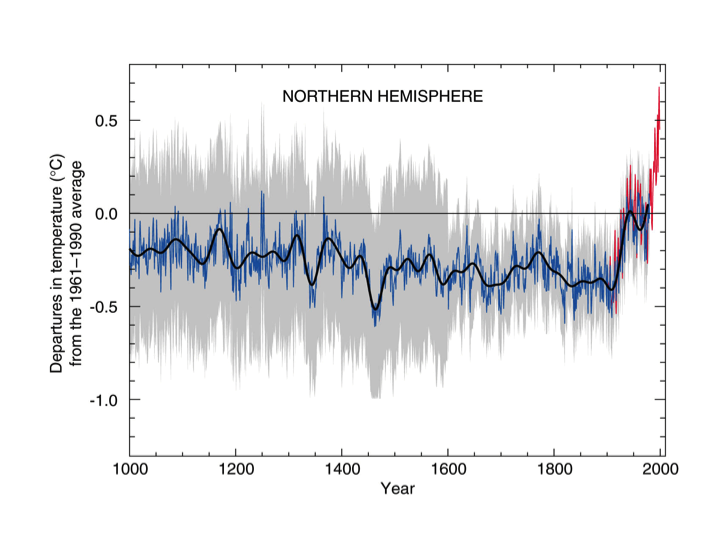 NORTHERN HEMISPHERE
Departures in temperature (°C)
from the 1961–1990 average
0.5
0.0
-0.5
-1.0
1000 1200 1400 1600 1800 2000
Year